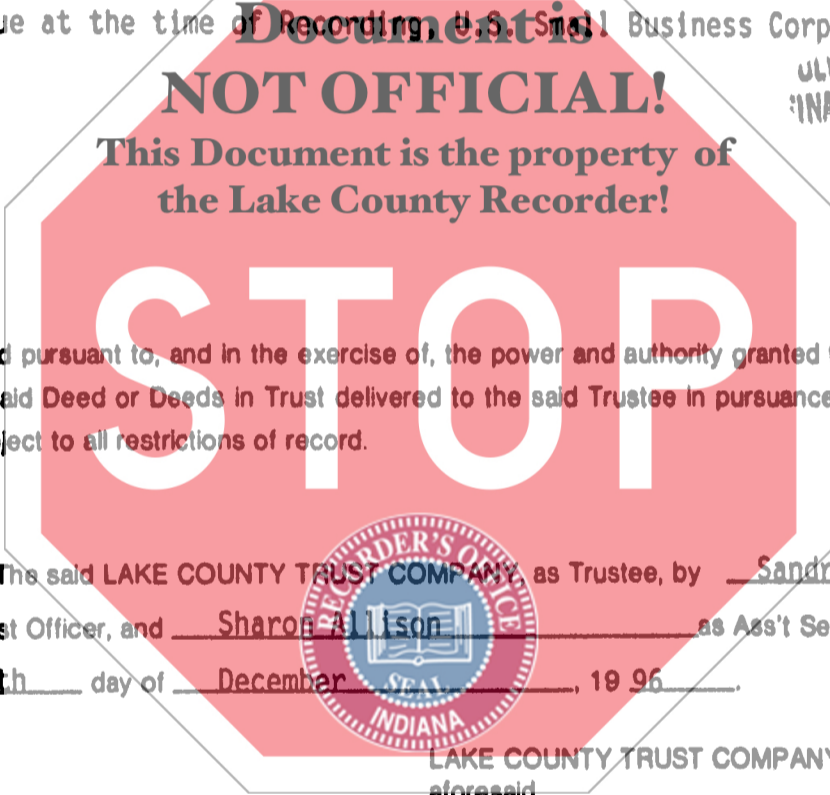 ue at the time of Recording, U.S. Small Business Corp
Document is
NOT OFFICIAL!
This Document is the property of
the Lake County Recorder!
STOP
d pursuant to, and in the exercise of, the power and authority granted
aid Deed or Deeds in Trust delivered to the said Trustee in pursuance
ject to all restrictions of record.
RECORDER'S OFFICE
SEAL
INDIANA
The said LAKE COUNTY TRUST COMPANY, as Trustee, by Sandr
st Officer, and Sharon Allison as Ass't Se
th day of December, 19 96.
LAKE COUNTY TRUST COMPANY
aforesaid